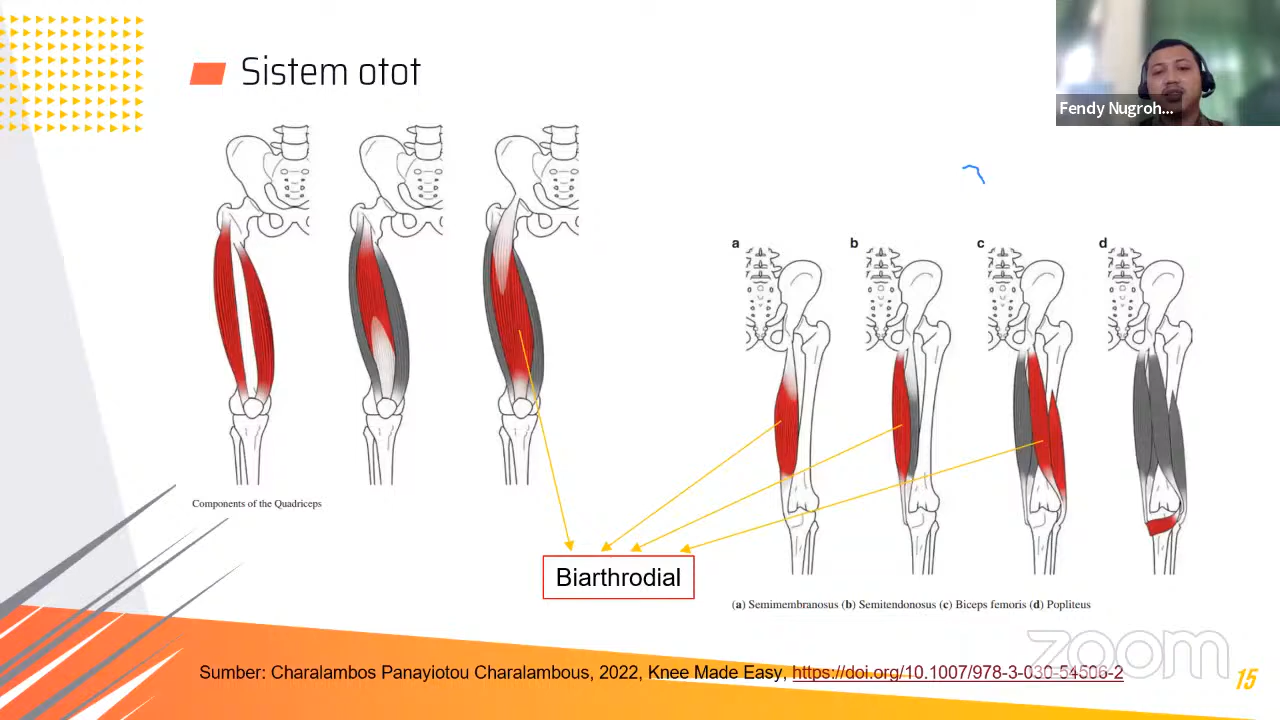 Sistem otot
Fendy Nugroh...
a
b
c
d
Components of the Quadriceps
Biarthrodial
(a) Semimembranosus (b) Semitendonosus (c) Biceps femoris (d) Popliteus
zoom
Sumber: Charalambos Panayiotou Charalambous, 2022, Knee Made Easy, https://doi.org/10.1007/978-3-030-54506-2
15